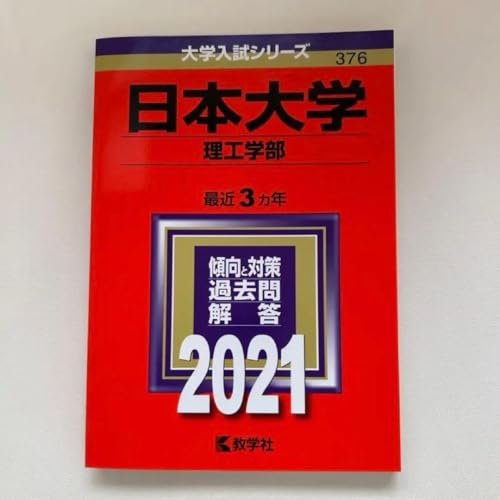 大学入試シリーズ
376
日本大学
理工学部
最近3カ年
傾向と対策
過去問
解答
2021
教学社